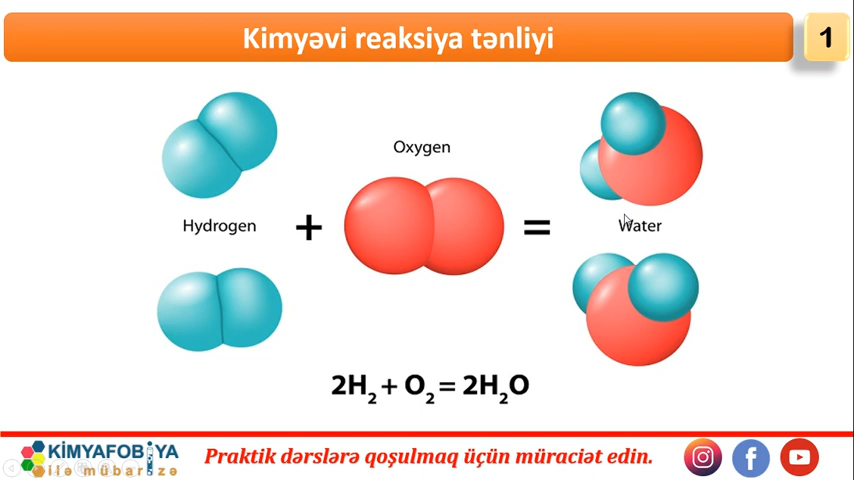 Kimyəvi reaksiya tənliyi
1
Oxygen
Hydrogen
+
=
Water
2H₂ + O₂ = 2H₂O
KİMYAFOBİYA
ilə mübarizə
Praktik dərslərə qoşulmaq üçün müraciət edin.